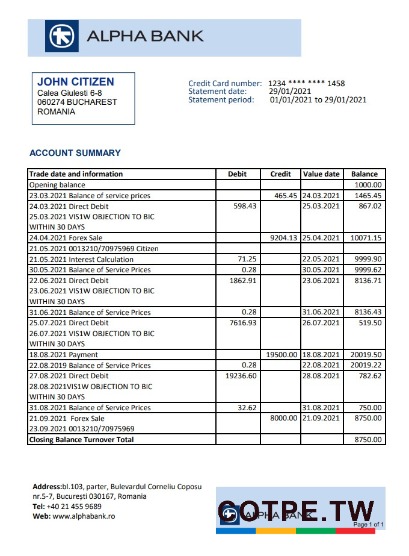 ALPHA BANK
JOHN CITIZEN
Calea Giulesti 6-8
060274 BUCHAREST
ROMANIA
Credit Card number: 1234 **** **** 1458
Statement date: 29/01/2021
Statement period: 01/01/2021 to 29/01/2021
ACCOUNT SUMMARY
Trade date and information Debit Credit Value date Balance
Opening balance 1000.00
23.03.2021 Balance of service prices 465.45 24.03.2021 1465.45
24.03.2021 Direct Debit 598.43 25.03.2021 867.02
25.03.2021 VIS1W OBJECTION TO BIC
WITHIN 30 DAYS
24.04.2021 Forex Sale 9204.13 25.04.2021 10071.15
21.05.2021 0013210/70975969 Citizen
21.05.2021 Interest Calculation 71.25 22.05.2021 9999.90
30.05.2021 Balance of Service Prices 0.28 30.05.2021 9999.62
22.06.2021 Direct Debit 1862.91 23.06.2021 8136.71
23.06.2021 VIS1W OBJECTION TO BIC
WITHIN 30 DAYS
31.06.2021 Balance of Service Prices 0.28 31.06.2021 8136.43
25.07.2021 Direct Debit 7616.93 26.07.2021 519.50
26.07.2021 VIS1W OBJECTION TO BIC
WITHIN 30 DAYS
18.08.2021 Payment 19500.00 18.08.2021 20019.50
22.08.2019 Balance of Service Prices 0.28 22.08.2021 20019.22
27.08.2021 Direct Debit 19236.60 28.08.2021 782.62
28.08.2021VIS1W OBJECTION TO BIC
WITHIN 30 DAYS
31.08.2021 Balance of Service Prices 32.62 31.08.2021 750.00
21.09.2021 Forex Sale 8000.00 21.09.2021 8750.00
23.09.2021 0013210/70975969
Closing Balance Turnover Total 8750.00
Address:bl.103, parter, Bulevardul Corneliu Coposu
nr.5-7, București 030167, Romania
Tel: +40 21 455 9689
Web: www.alphabank.ro
GOTPE.TW
Page 1 of 1